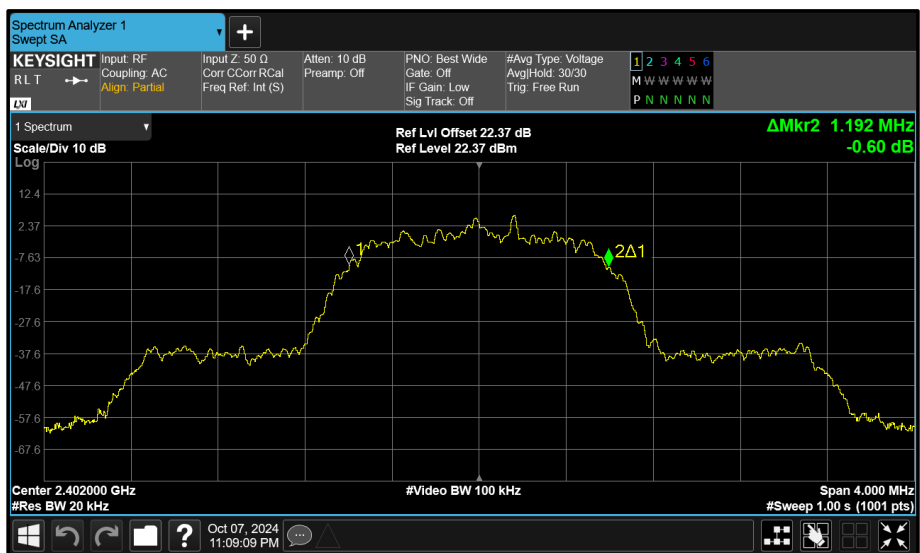 Spectrum Analyzer 1
Swept SA
KEYSIGHT
RLT
LXI
Input: RF
Coupling: AC
Align: Partial
Input Z: 50 Ω
Corr CCorr RCal
Freq Ref: Int (S)
Atten: 10 dB
Preamp: Off
PNO: Best Wide
Gate: Off
IF Gain: Low
Sig Track: Off
#Avg Type: Voltage
Avg|Hold: 30/30
Trig: Free Run
1 2 3 4 5 6
M W W W W W
P N N N N N
1 Spectrum
Scale/Div 10 dB
Ref Lvl Offset 22.37 dB
Ref Level 22.37 dBm
ΔMkr2 1.192 MHz
-0.60 dB
Log
12.4
2.37
-7.63
-17.6
-27.6
-37.6
-47.6
-57.6
-67.6
1
2Δ1
Center 2.402000 GHz
#Res BW 20 kHz
#Video BW 100 kHz
Span 4.000 MHz
#Sweep 1.00 s (1001 pts)
?
Oct 07, 2024
11:09:09 PM